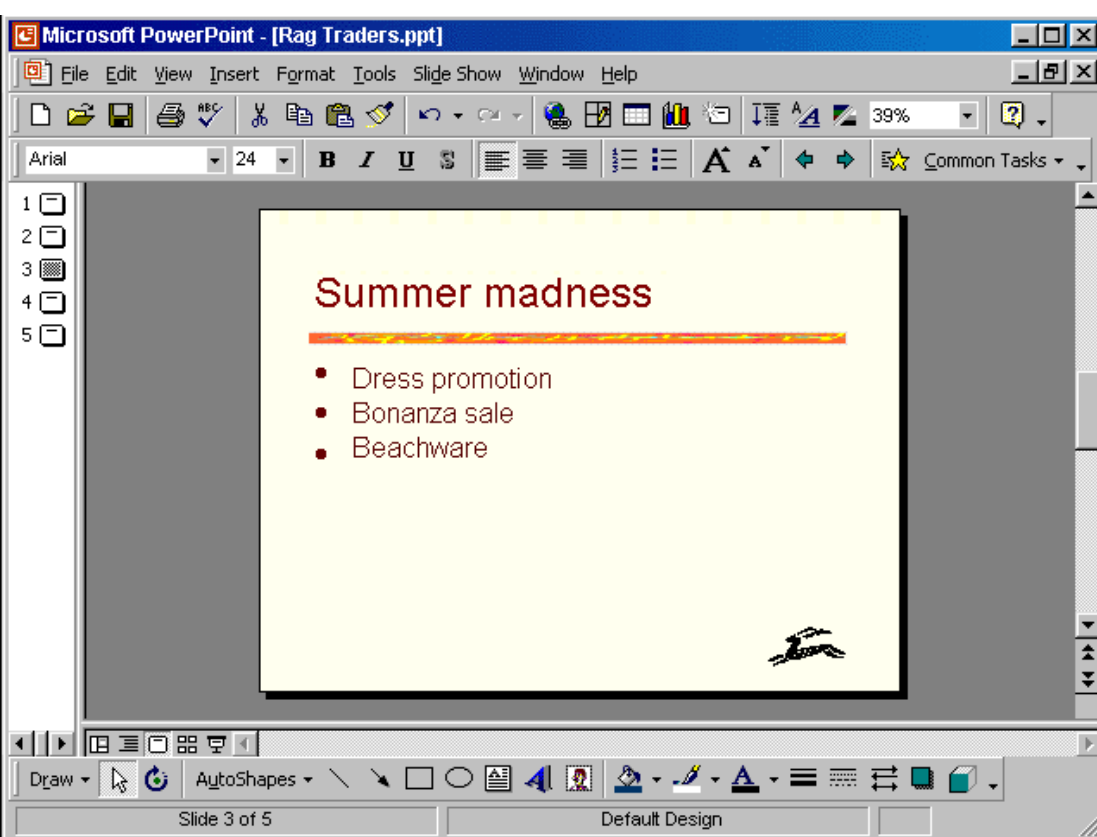 Microsoft PowerPoint - [Rag Traders.ppt]
File Edit View Insert Format Tools Slide Show Window Help
ABC 39%
Arial 24 B I U S A A Common Tasks
1
2
3
4
5
Summer madness
• Dress promotion
• Bonanza sale
• Beachware
Draw AutoShapes A A
Slide 3 of 5 Default Design